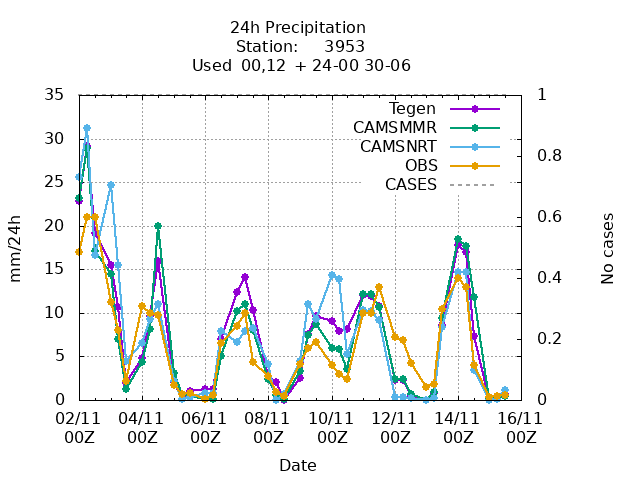 24h Precipitation
Station: 3953
Used 00,12 + 24-00 30-06
35
30
25
20
15
10
5
0
mm/24h
1
0.8
0.6
0.4
0.2
0
No cases
Tegen
CAMSMMR
CAMSNRT
OBS
CASES
02/11 04/11 06/11 08/11 10/11 12/11 14/11 16/11
00Z 00Z 00Z 00Z 00Z 00Z 00Z 00Z
Date